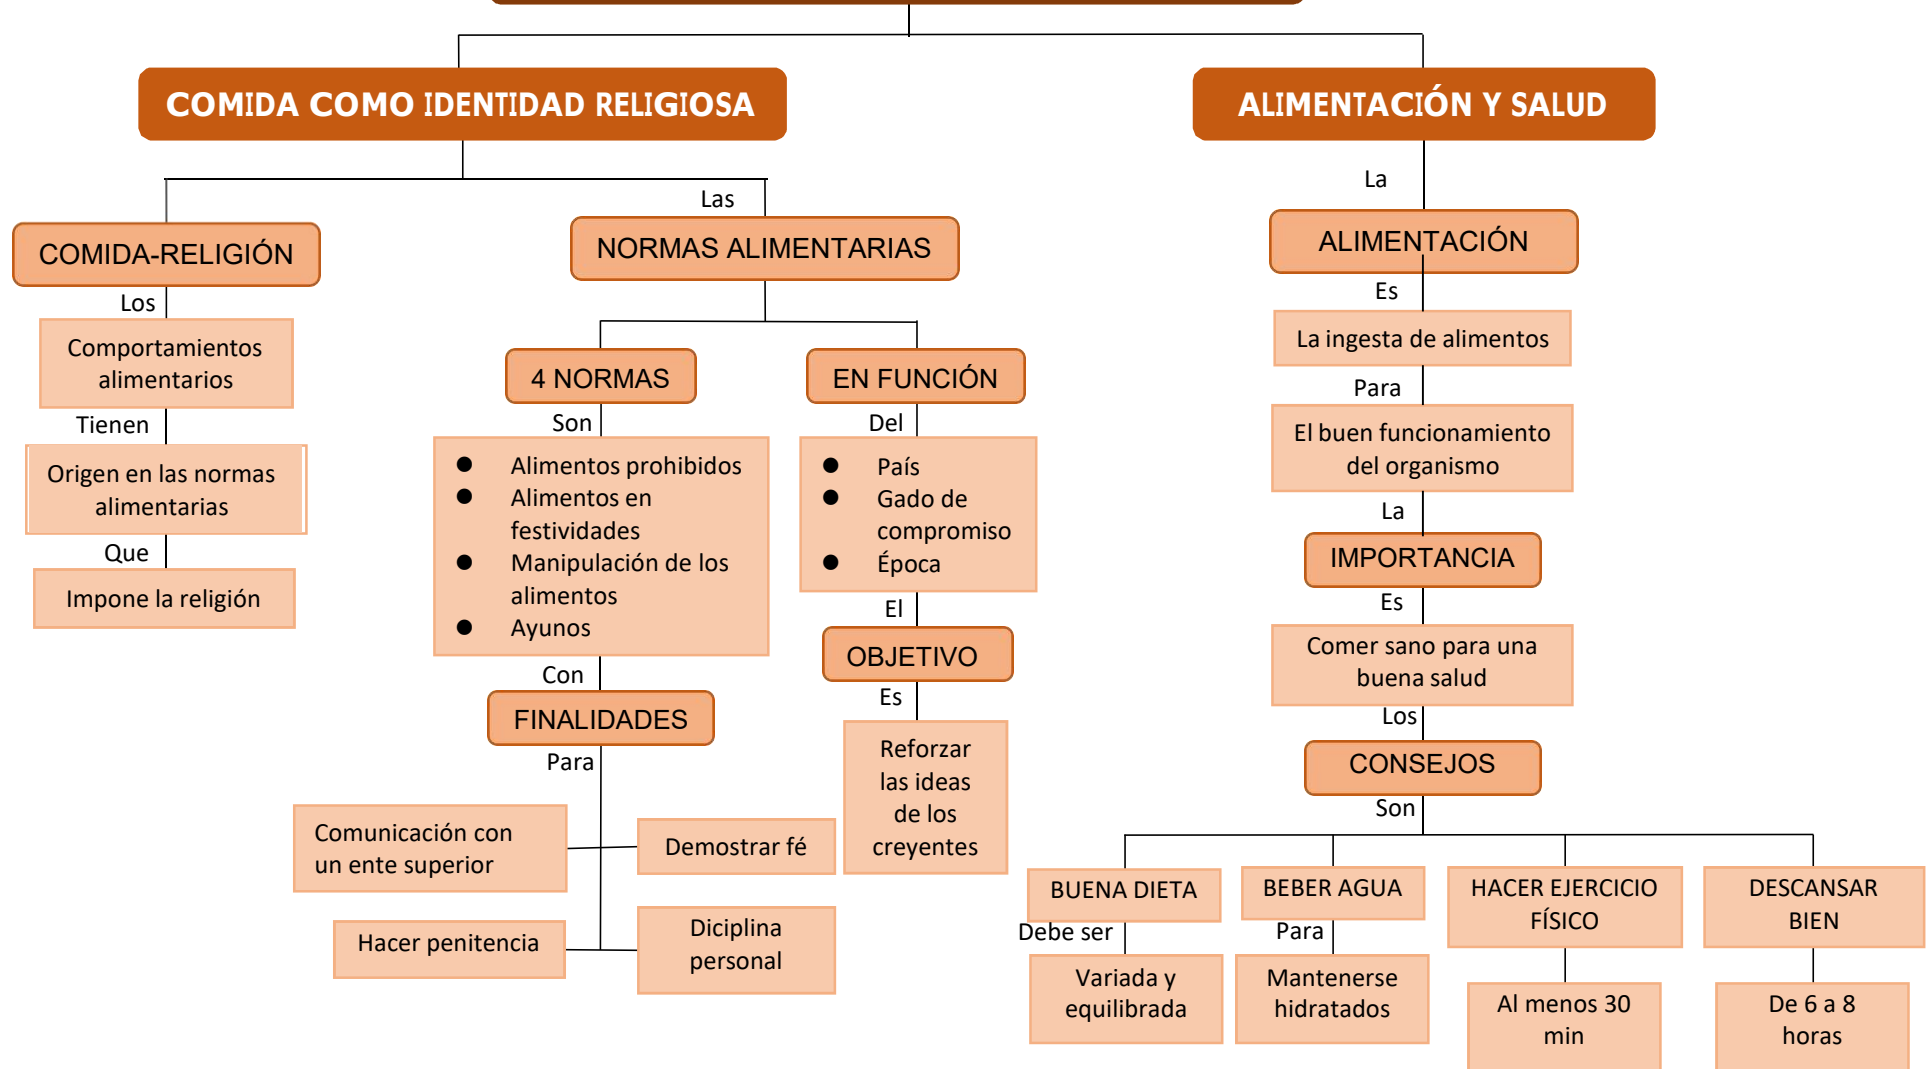 COMIDA COMO IDENTIDAD RELIGIOSA
ALIMENTACIÓN Y SALUD
Las
COMIDA-RELIGIÓN
Los
Comportamientos
alimentarios
Tienen
Origen en las normas
alimentarias
Que
Impone la religión
NORMAS ALIMENTARIAS
4 NORMAS
Son
● Alimentos prohibidos
● Alimentos en
festividades
● Manipulación de los
alimentos
● Ayunos
Con
FINALIDADES
Para
Comunicación con
un ente superior
Demostrar fé
Hacer penitencia
Diciplina
personal
EN FUNCIÓN
Del
● País
● Gado de
compromiso
● Época
El
OBJETIVO
Es
Reforzar
las ideas
de los
creyentes
La
ALIMENTACIÓN
Es
La ingesta de alimentos
Para
El buen funcionamiento
del organismo
La
IMPORTANCIA
Es
Comer sano para una
buena salud
Los
CONSEJOS
Son
BUENA DIETA
Debe ser
Variada y
equilibrada
BEBER AGUA
Para
Mantenerse
hidratados
HACER EJERCICIO
FÍSICO
Al menos 30
min
DESCANSAR
BIEN
De 6 a 8
horas